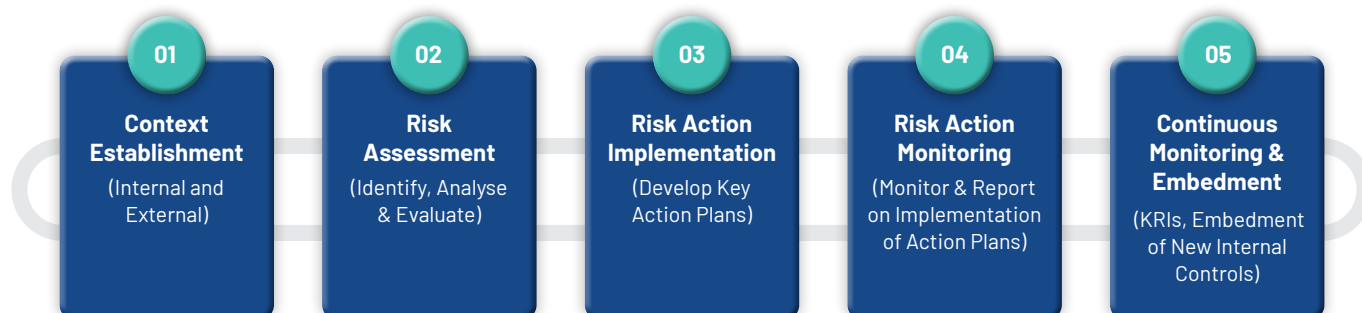 01
Context
Establishment
(Internal and
External)
02
Risk
Assessment
(Identify, Analyse
& Evaluate)
03
Risk Action
Implementation
(Develop Key
Action Plans)
04
Risk Action
Monitoring
(Monitor & Report
on Implementation
of Action Plans)
05
Continuous
Monitoring &
Embedment
(KRIs, Embedment
of New Internal
Controls)